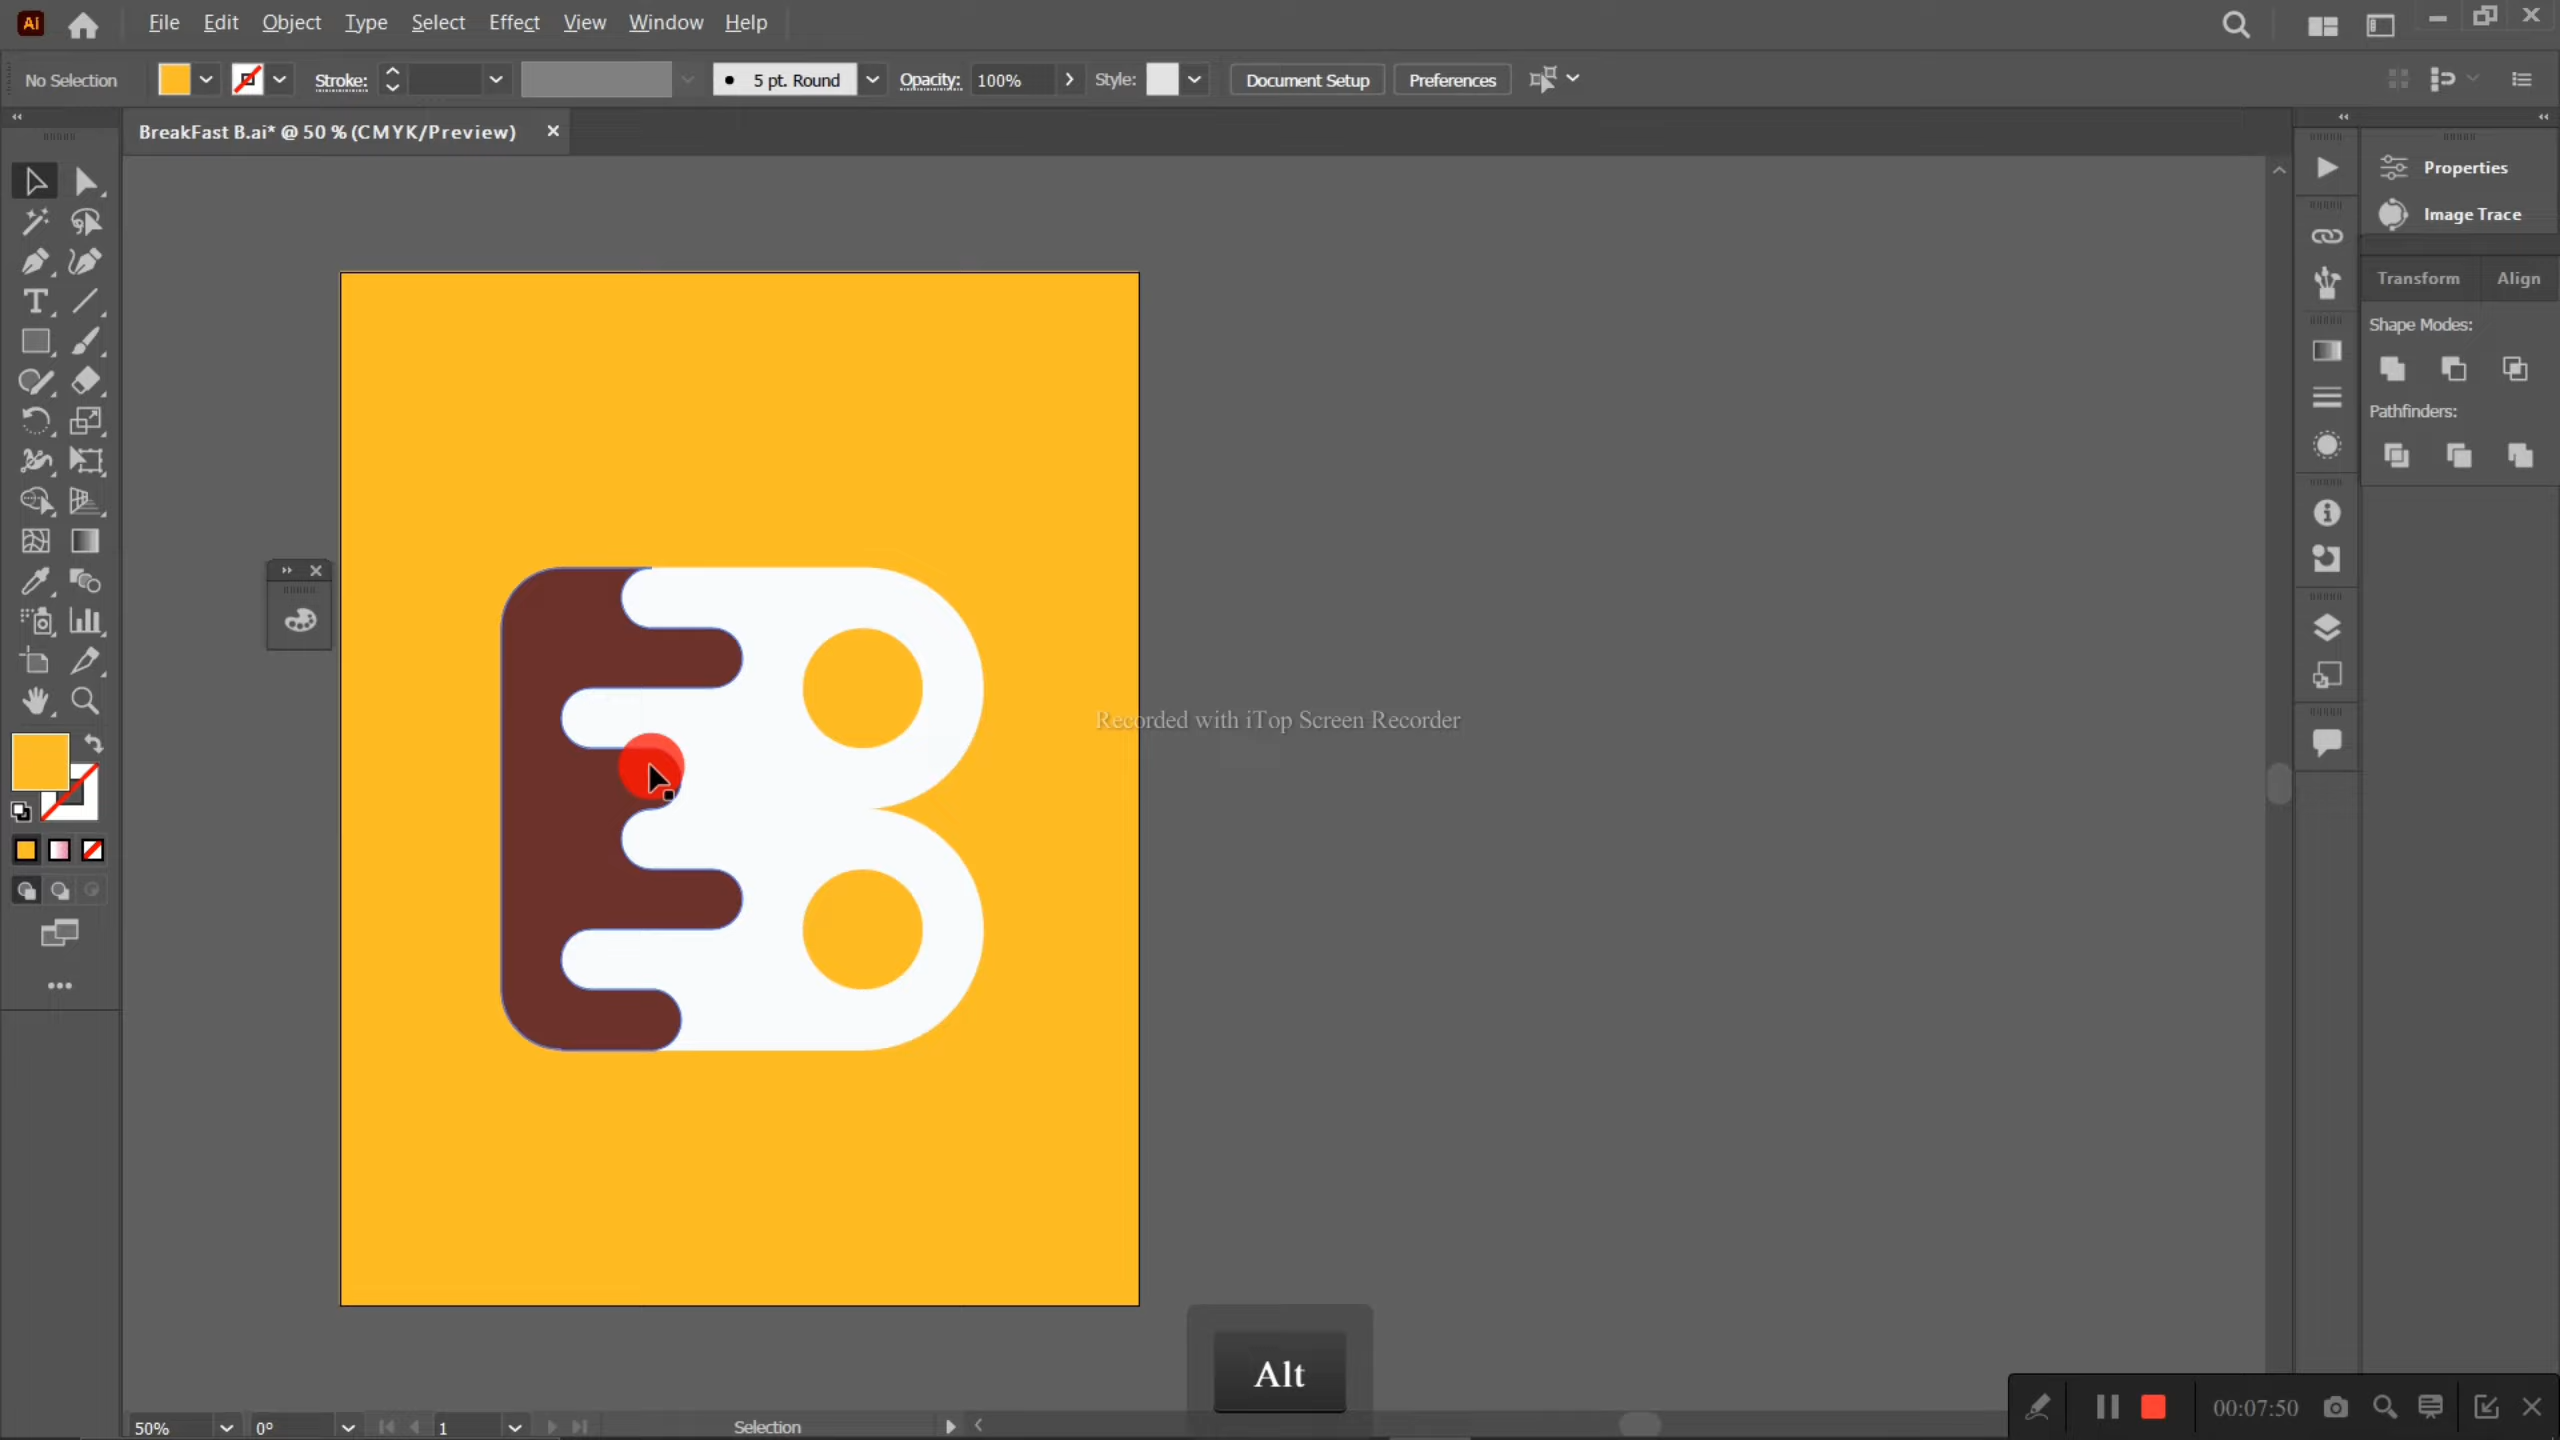 Ai File Edit Object Type Select Effect View Window Help
No Selection Stroke: 5 pt. Round Opacity: 100% Style: Document Setup Preferences
BreakFast B.ai* @ 50 % (CMYK/Preview)
Properties
Image Trace
Transform Align
Shape Modes:
Pathfinders:
Recorded with iTop Screen Recorder
Alt
50% 0° 1 Selection
00:07:50